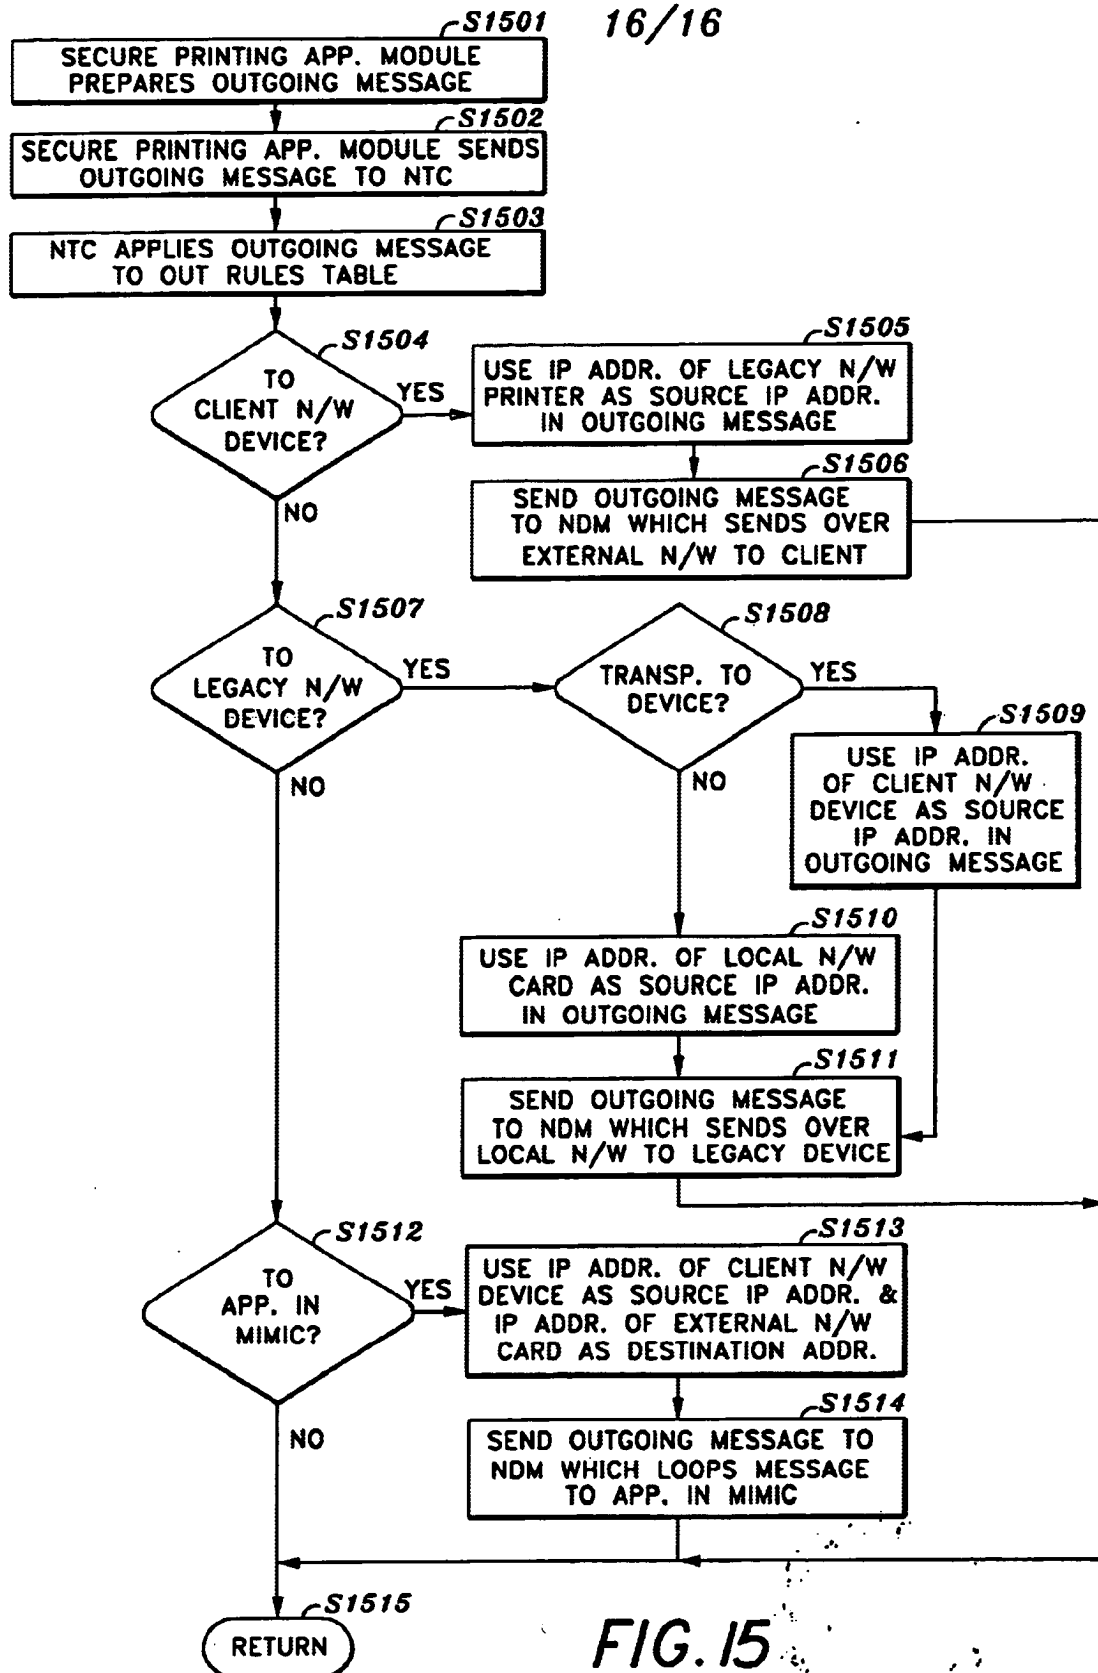 16/16
S1501
SECURE PRINTING APP. MODULE
PREPARES OUTGOING MESSAGE
S1502
SECURE PRINTING APP. MODULE SENDS
OUTGOING MESSAGE TO NTC
S1503
NTC APPLIES OUTGOING MESSAGE
TO OUT RULES TABLE
S1504
TO
CLIENT N/W
DEVICE?
YES
NO
S1505
USE IP ADDR. OF LEGACY N/W
PRINTER AS SOURCE IP ADDR.
IN OUTGOING MESSAGE
S1506
SEND OUTGOING MESSAGE
TO NDM WHICH SENDS OVER
EXTERNAL N/W TO CLIENT
S1507
TO
LEGACY N/W
DEVICE?
YES
NO
S1508
TRANSP. TO
DEVICE?
YES
NO
S1509
USE IP ADDR.
OF CLIENT N/W
DEVICE AS SOURCE
IP ADDR. IN
OUTGOING MESSAGE
S1510
USE IP ADDR. OF LOCAL N/W
CARD AS SOURCE IP ADDR.
IN OUTGOING MESSAGE
S1511
SEND OUTGOING MESSAGE
TO NDM WHICH SENDS OVER
LOCAL N/W TO LEGACY DEVICE
S1512
TO
APP. IN
MIMIC?
YES
NO
S1513
USE IP ADDR. OF CLIENT N/W
DEVICE AS SOURCE IP ADDR. &
IP ADDR. OF EXTERNAL N/W
CARD AS DESTINATION ADDR.
S1514
SEND OUTGOING MESSAGE TO
NDM WHICH LOOPS MESSAGE
TO APP. IN MIMIC
S1515
RETURN
FIG. 15